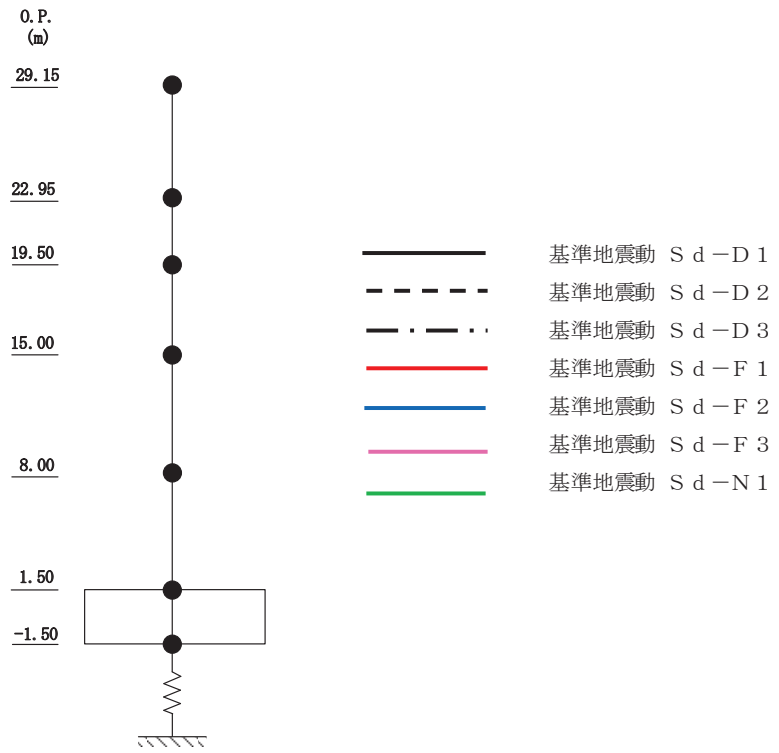 O.P.
(m)
29.15
22.95
19.50
15.00
8.00
1.50
-1.50
基準地震動 Ｓｄ－Ｄ１
基準地震動 Ｓｄ－Ｄ２
基準地震動 Ｓｄ－Ｄ３
基準地震動 Ｓｄ－Ｆ１
基準地震動 Ｓｄ－Ｆ２
基準地震動 Ｓｄ－Ｆ３
基準地震動 Ｓｄ－Ｎ１